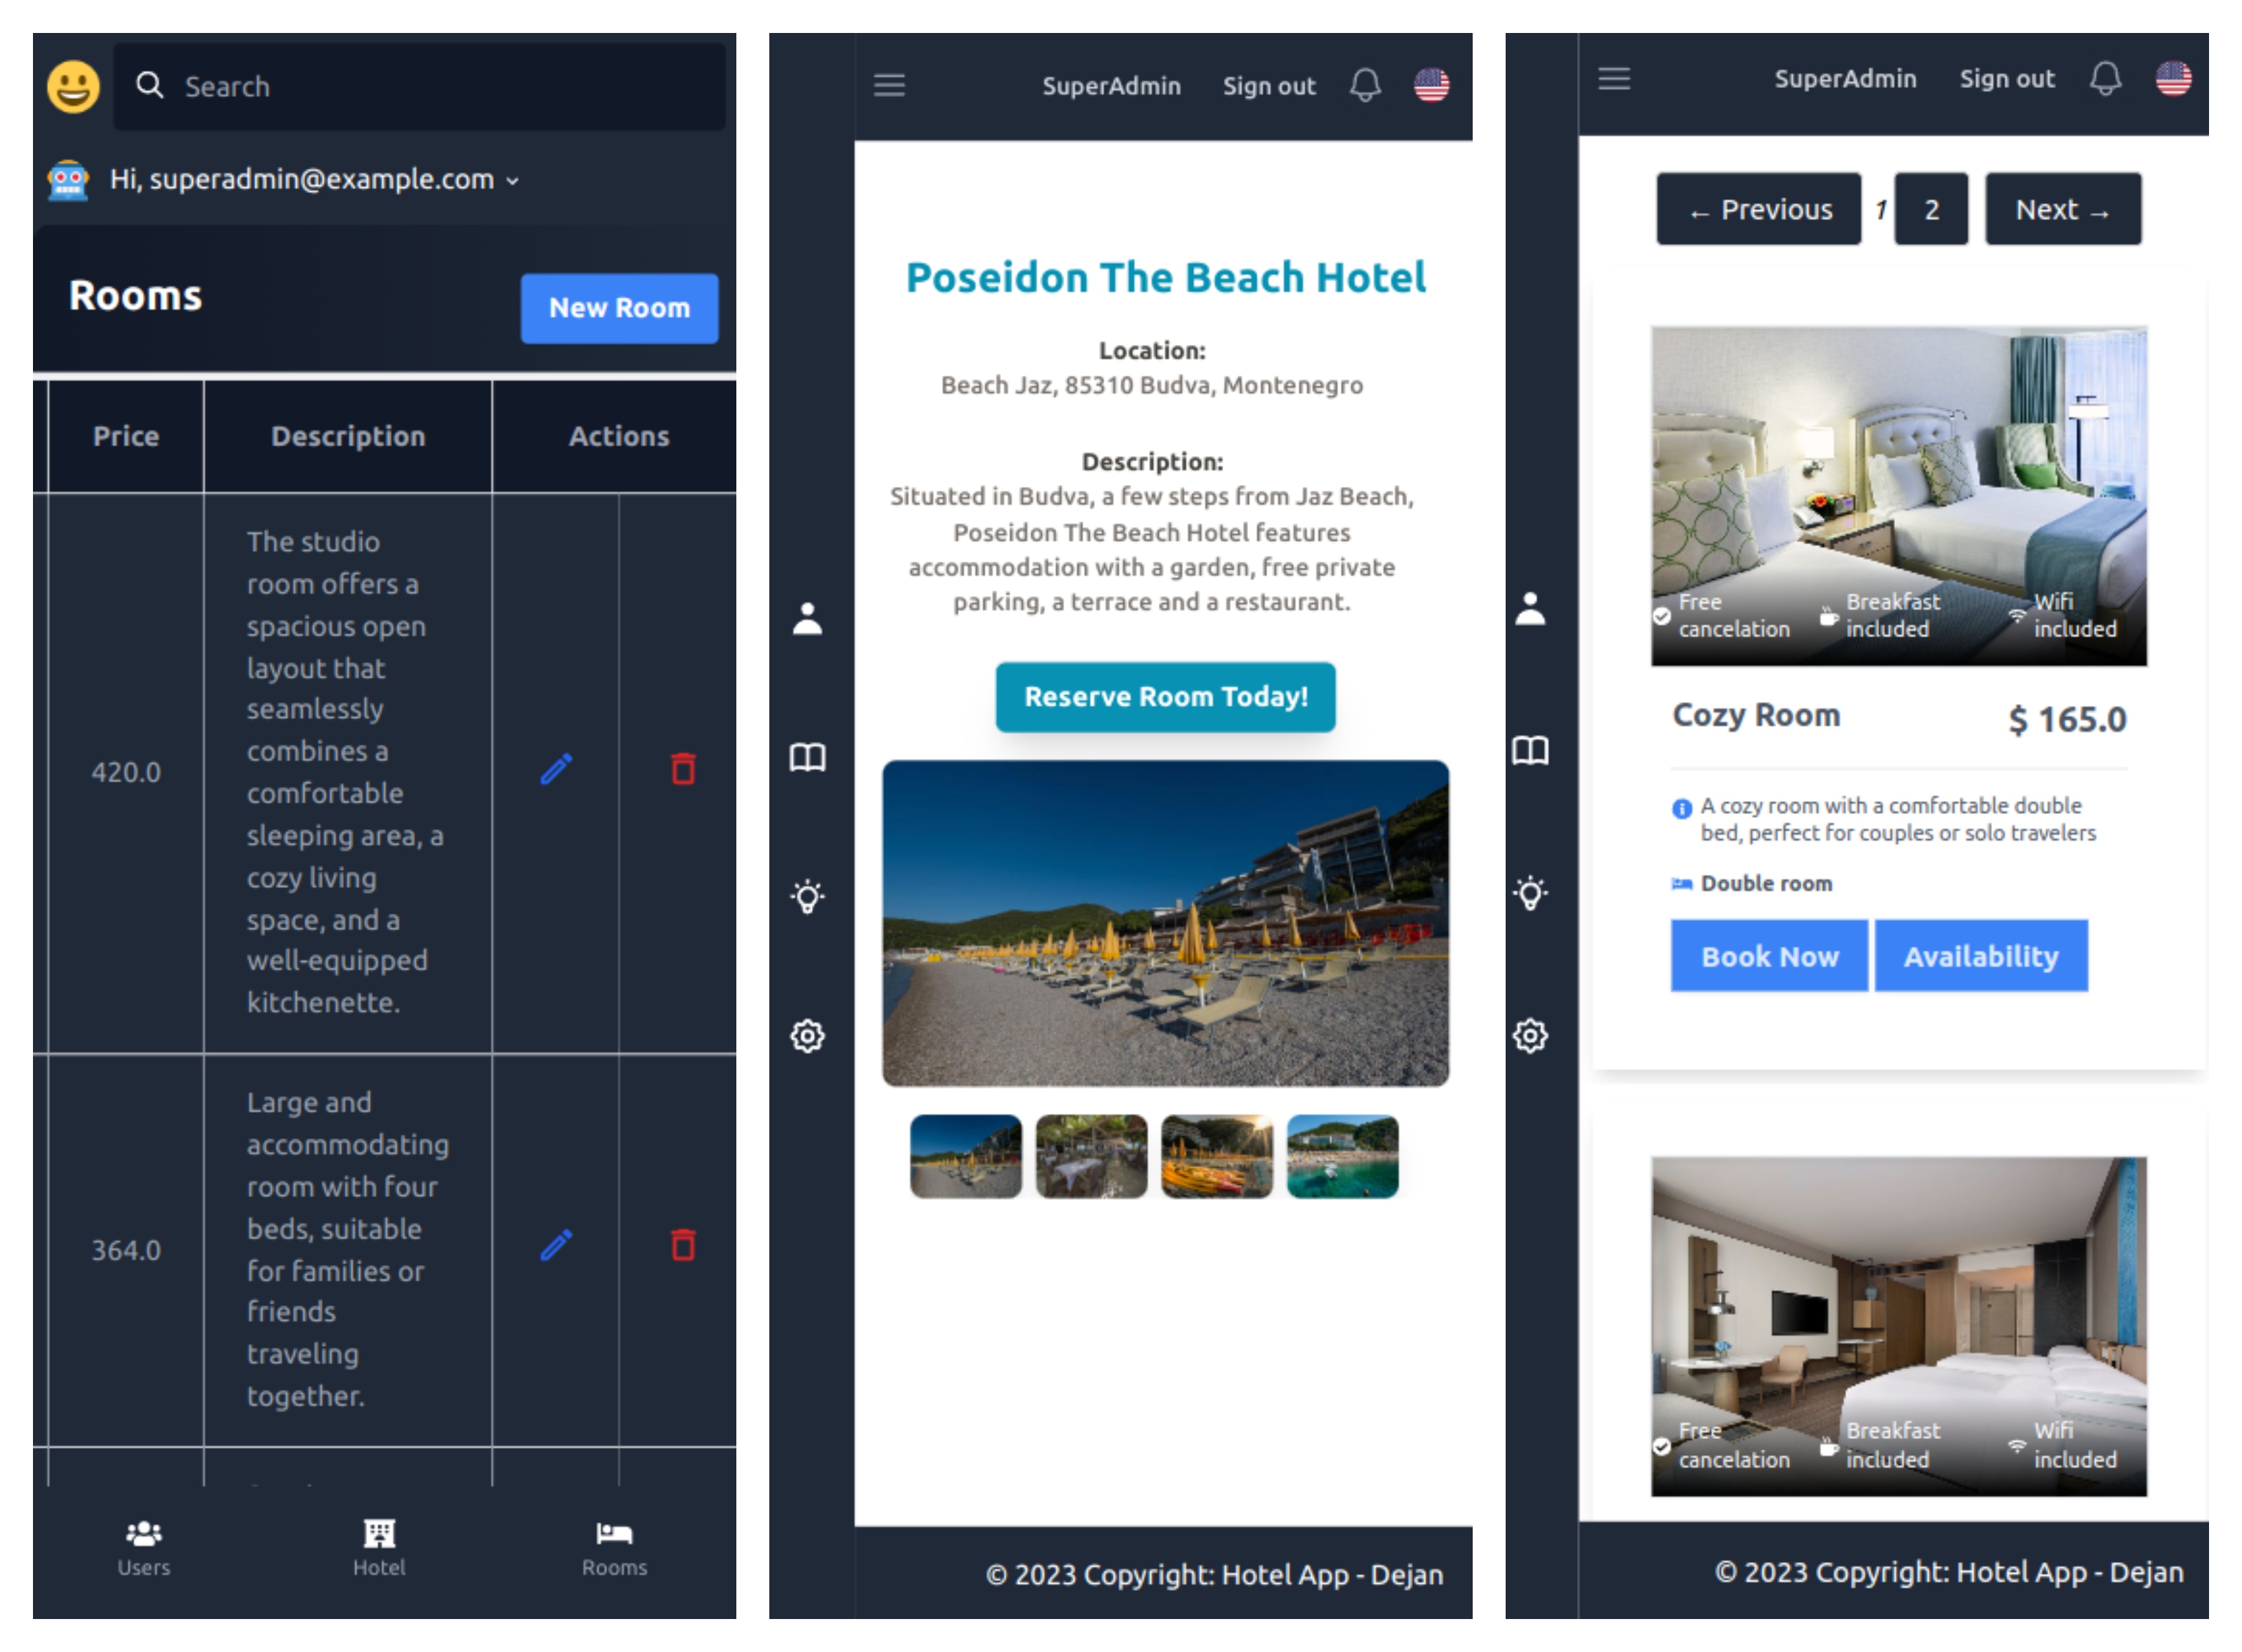 Search
Hi, superadmin@example.com
Rooms
New Room
Price
Description
Actions
420.0
The studio
room offers a
spacious open
layout that
seamlessly
combines a
comfortable
sleeping area, a
cozy living
space, and a
well-equipped
kitchenette.
364.0
Large and
accommodating
room with four
beds, suitable
for families or
friends
traveling
together.
Users
Hotel
Rooms
SuperAdmin
Sign out
Poseidon The Beach Hotel
Location:
Beach Jaz, 85310 Budva, Montenegro
Description:
Situated in Budva, a few steps from Jaz Beach,
Poseidon The Beach Hotel features
accommodation with a garden, free private
parking, a terrace and a restaurant.
Reserve Room Today!
© 2023 Copyright: Hotel App - Dejan
SuperAdmin
Sign out
← Previous 1 2 Next →
Free
cancelation
Breakfast
included
Wifi
included
Cozy Room
$ 165.0
A cozy room with a comfortable double
bed, perfect for couples or solo travelers
Double room
Book Now
Availability
Free
cancelation
Breakfast
included
Wifi
included
© 2023 Copyright: Hotel App - Dejan